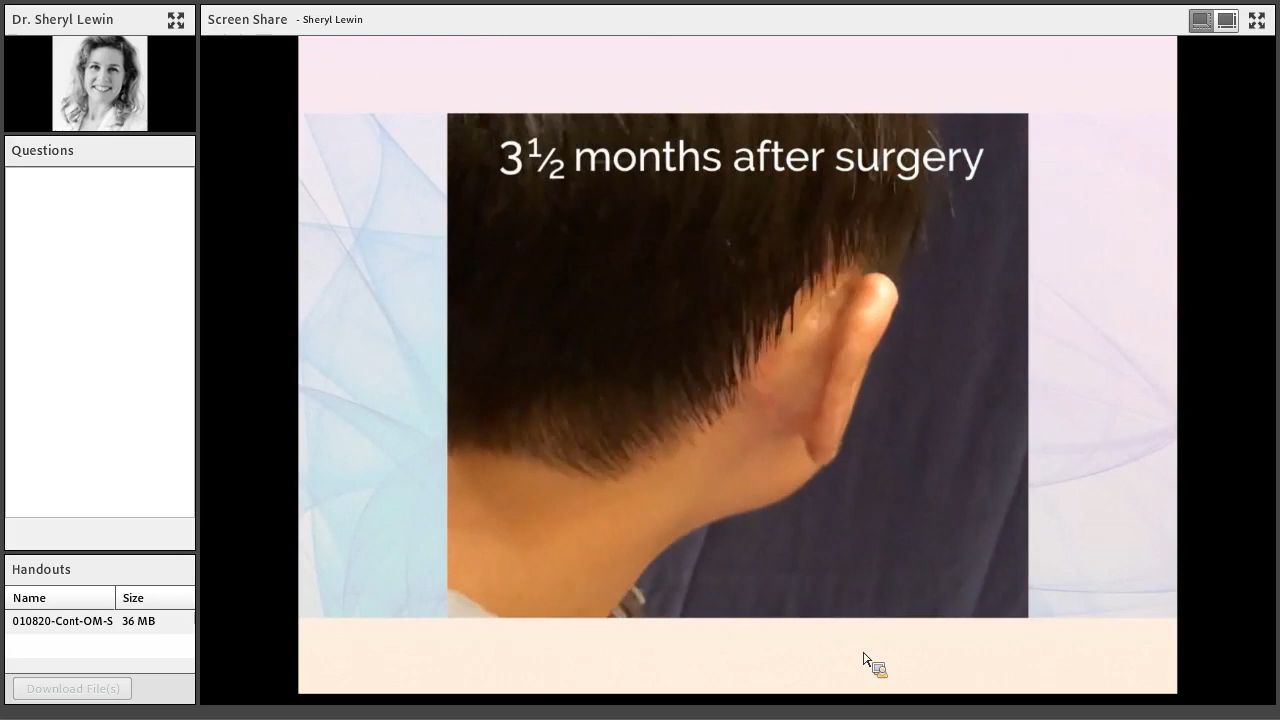 Dr. Sheryl Lewin
Screen Share - Sheryl Lewin
Questions
3½ months after surgery
Handouts
Name Size
010820-Cont-OM-S 36 MB
Download File(s)